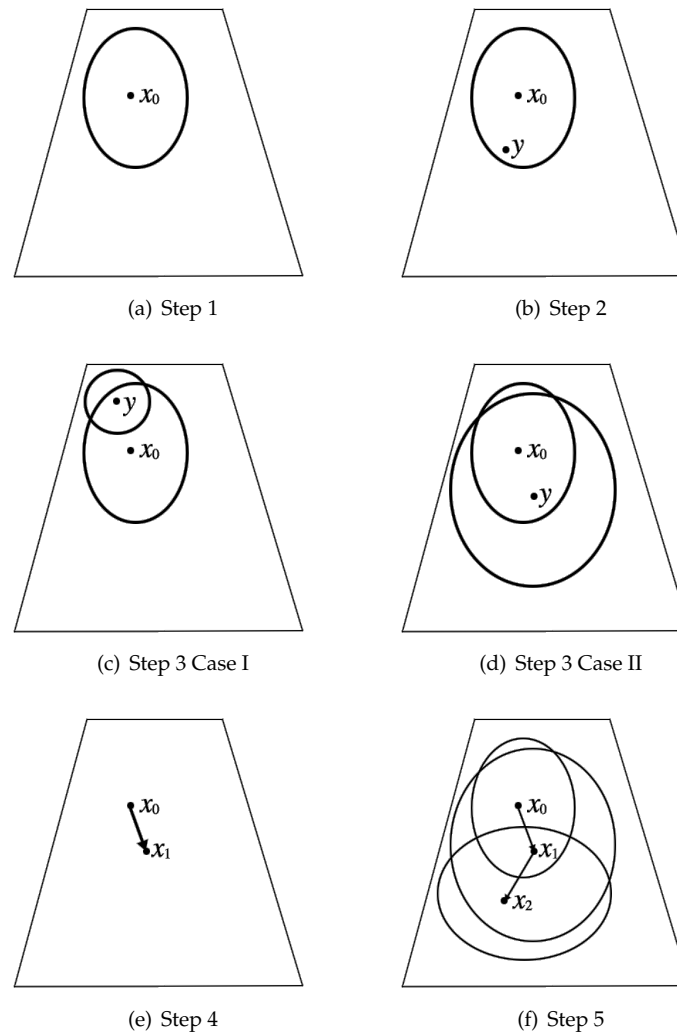 x₀
x₀
y
(a) Step 1
(b) Step 2
y
x₀
x₀
y
(c) Step 3 Case I
(d) Step 3 Case II
x₀
x₁
x₀
x₁
x₂
(e) Step 4
(f) Step 5